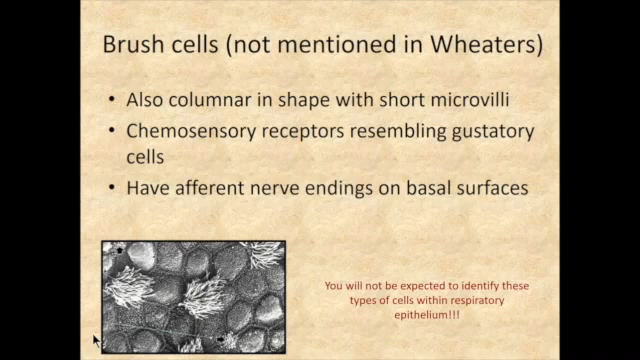 Brush cells (not mentioned in Wheaters)
• Also columnar in shape with short microvilli
• Chemosensory receptors resembling gustatory
cells
• Have afferent nerve endings on basal surfaces
You will not be expected to identify these
types of cells within respiratory
epithelium!!!